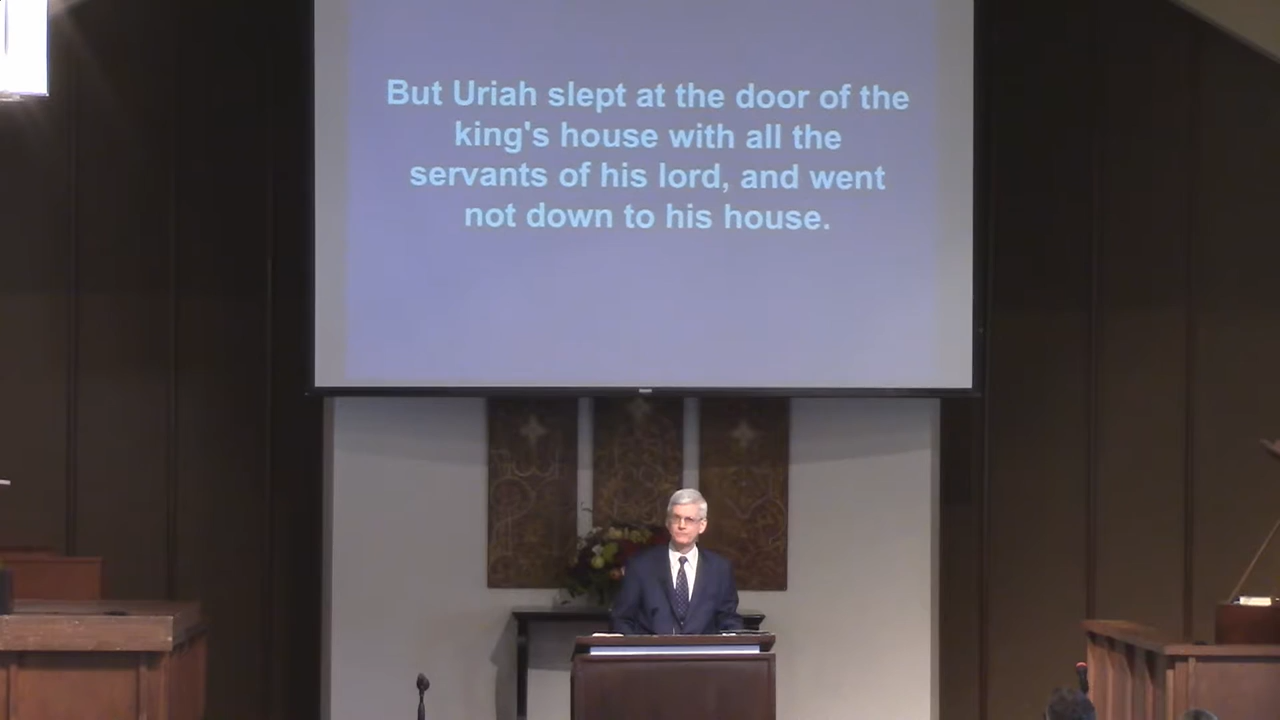 But Uriah slept at the door of the
king's house with all the
servants of his lord, and went
not down to his house.